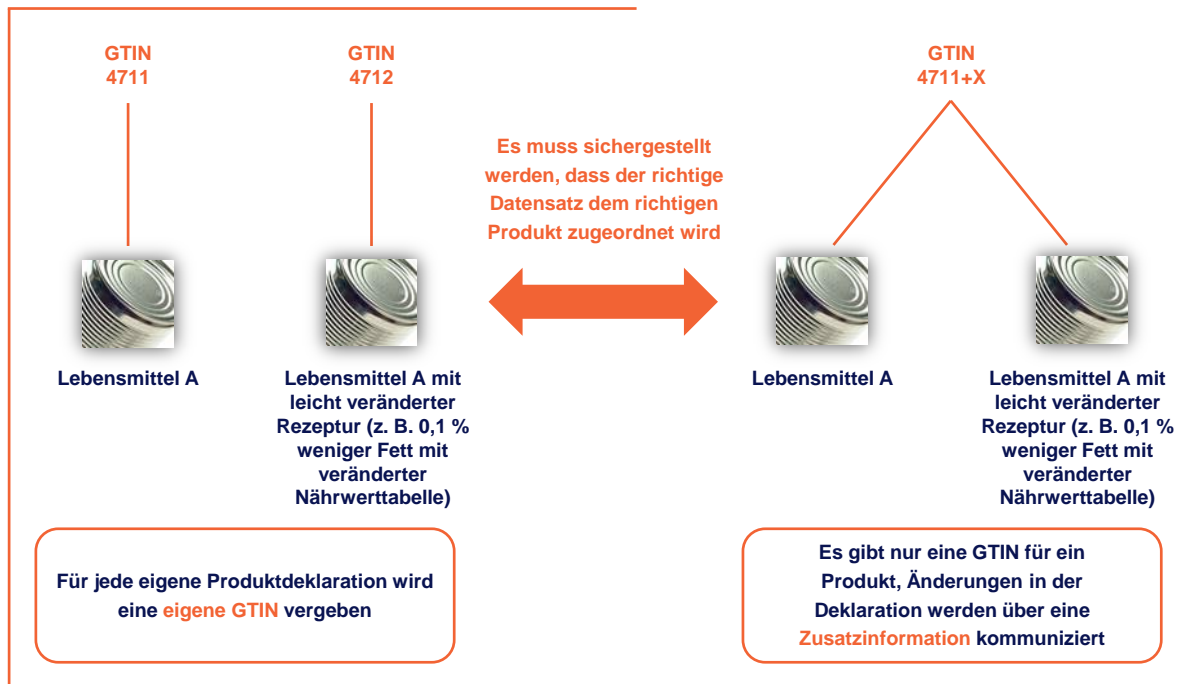 GTIN
4711
GTIN
4712
GTIN
4711+X
Es muss sichergestellt
werden, dass der richtige
Datensatz dem richtigen
Produkt zugeordnet wird
Lebensmittel A
Lebensmittel A mit
leicht veränderter
Rezeptur (z. B. 0,1 %
weniger Fett mit
veränderter
Nährwerttabelle)
Lebensmittel A
Lebensmittel A mit
leicht veränderter
Rezeptur (z. B. 0,1 %
weniger Fett mit
veränderter
Nährwerttabelle)
Für jede eigene Produktdeklaration wird
eine eigene GTIN vergeben
Es gibt nur eine GTIN für ein
Produkt, Änderungen in der
Deklaration werden über eine
Zusatzinformation kommuniziert